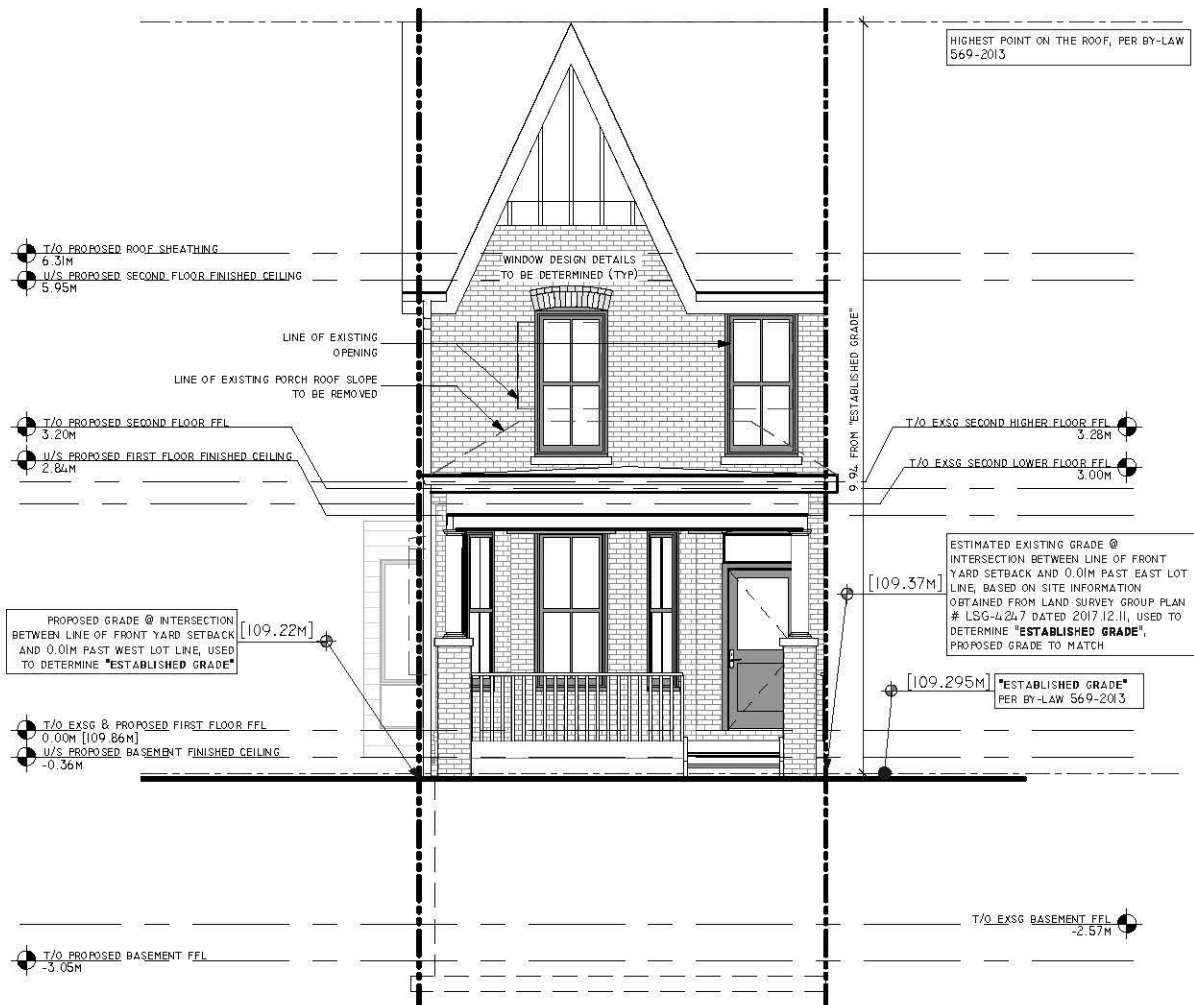 HIGHEST POINT ON THE ROOF, PER BY-LAW
569-2013
T/O PROPOSED ROOF SHEATHING
6.31M
U/S PROPOSED SECOND FLOOR FINISHED CEILING
5.95M
WINDOW DESIGN DETAILS
TO BE DETERMINED (TYP)
LINE OF EXISTING
OPENING
LINE OF EXISTING PORCH ROOF SLOPE
TO BE REMOVED
9.94 FROM "ESTABLISHED GRADE"
T/O PROPOSED SECOND FLOOR FFL
3.20M
U/S PROPOSED FIRST FLOOR FINISHED CEILING
2.84M
T/O EXSG SECOND HIGHER FLOOR FFL
3.28M
T/O EXSG SECOND LOWER FLOOR FFL
3.00M
ESTIMATED EXISTING GRADE @
INTERSECTION BETWEEN LINE OF FRONT
YARD SETBACK AND 0.01M PAST EAST LOT
LINE, BASED ON SITE INFORMATION
OBTAINED FROM LAND SURVEY GROUP PLAN
# LSG-4247 DATED 2017.12.11, USED TO
DETERMINE "ESTABLISHED GRADE",
PROPOSED GRADE TO MATCH
[109.37M]
PROPOSED GRADE @ INTERSECTION
BETWEEN LINE OF FRONT YARD SETBACK
AND 0.01M PAST WEST LOT LINE, USED
TO DETERMINE "ESTABLISHED GRADE"
[109.22M]
[109.295M]
"ESTABLISHED GRADE"
PER BY-LAW 569-2013
T/O EXSG & PROPOSED FIRST FLOOR FFL
0.00M [109.86M]
U/S PROPOSED BASEMENT FINISHED CEILING
-0.36M
T/O EXSG BASEMENT FFL
-2.57M
T/O PROPOSED BASEMENT FFL
-3.05M